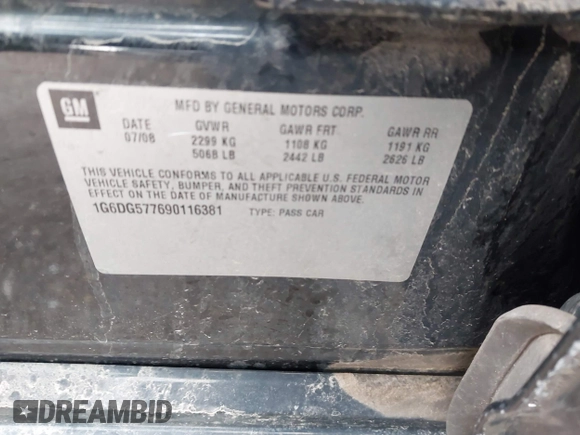 GM
MFD BY GENERAL MOTORS CORP.
DATE GVWR GAWR FRT GAWR RR
07/08 2299 KG 1108 KG 1191 KG
5068 LB 2442 LB 2626 LB
THIS VEHICLE CONFORMS TO ALL APPLICABLE U.S. FEDERAL MOTOR
VEHICLE SAFETY, BUMPER, AND THEFT PREVENTION STANDARDS IN
EFFECT ON THE DATE OF MANUFACTURE SHOWN ABOVE.
1G6DG577690116381 TYPE: PASS CAR
DREAMBID